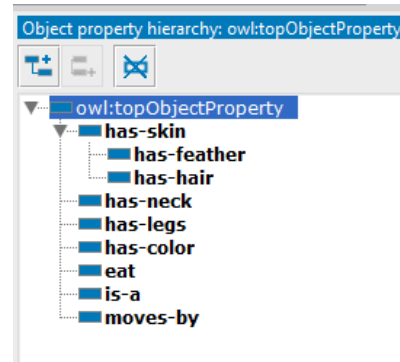 Object property hierarchy: owl:topObjectProperty
owl:topObjectProperty
has-skin
has-feather
has-hair
has-neck
has-legs
has-color
eat
is-a
moves-by